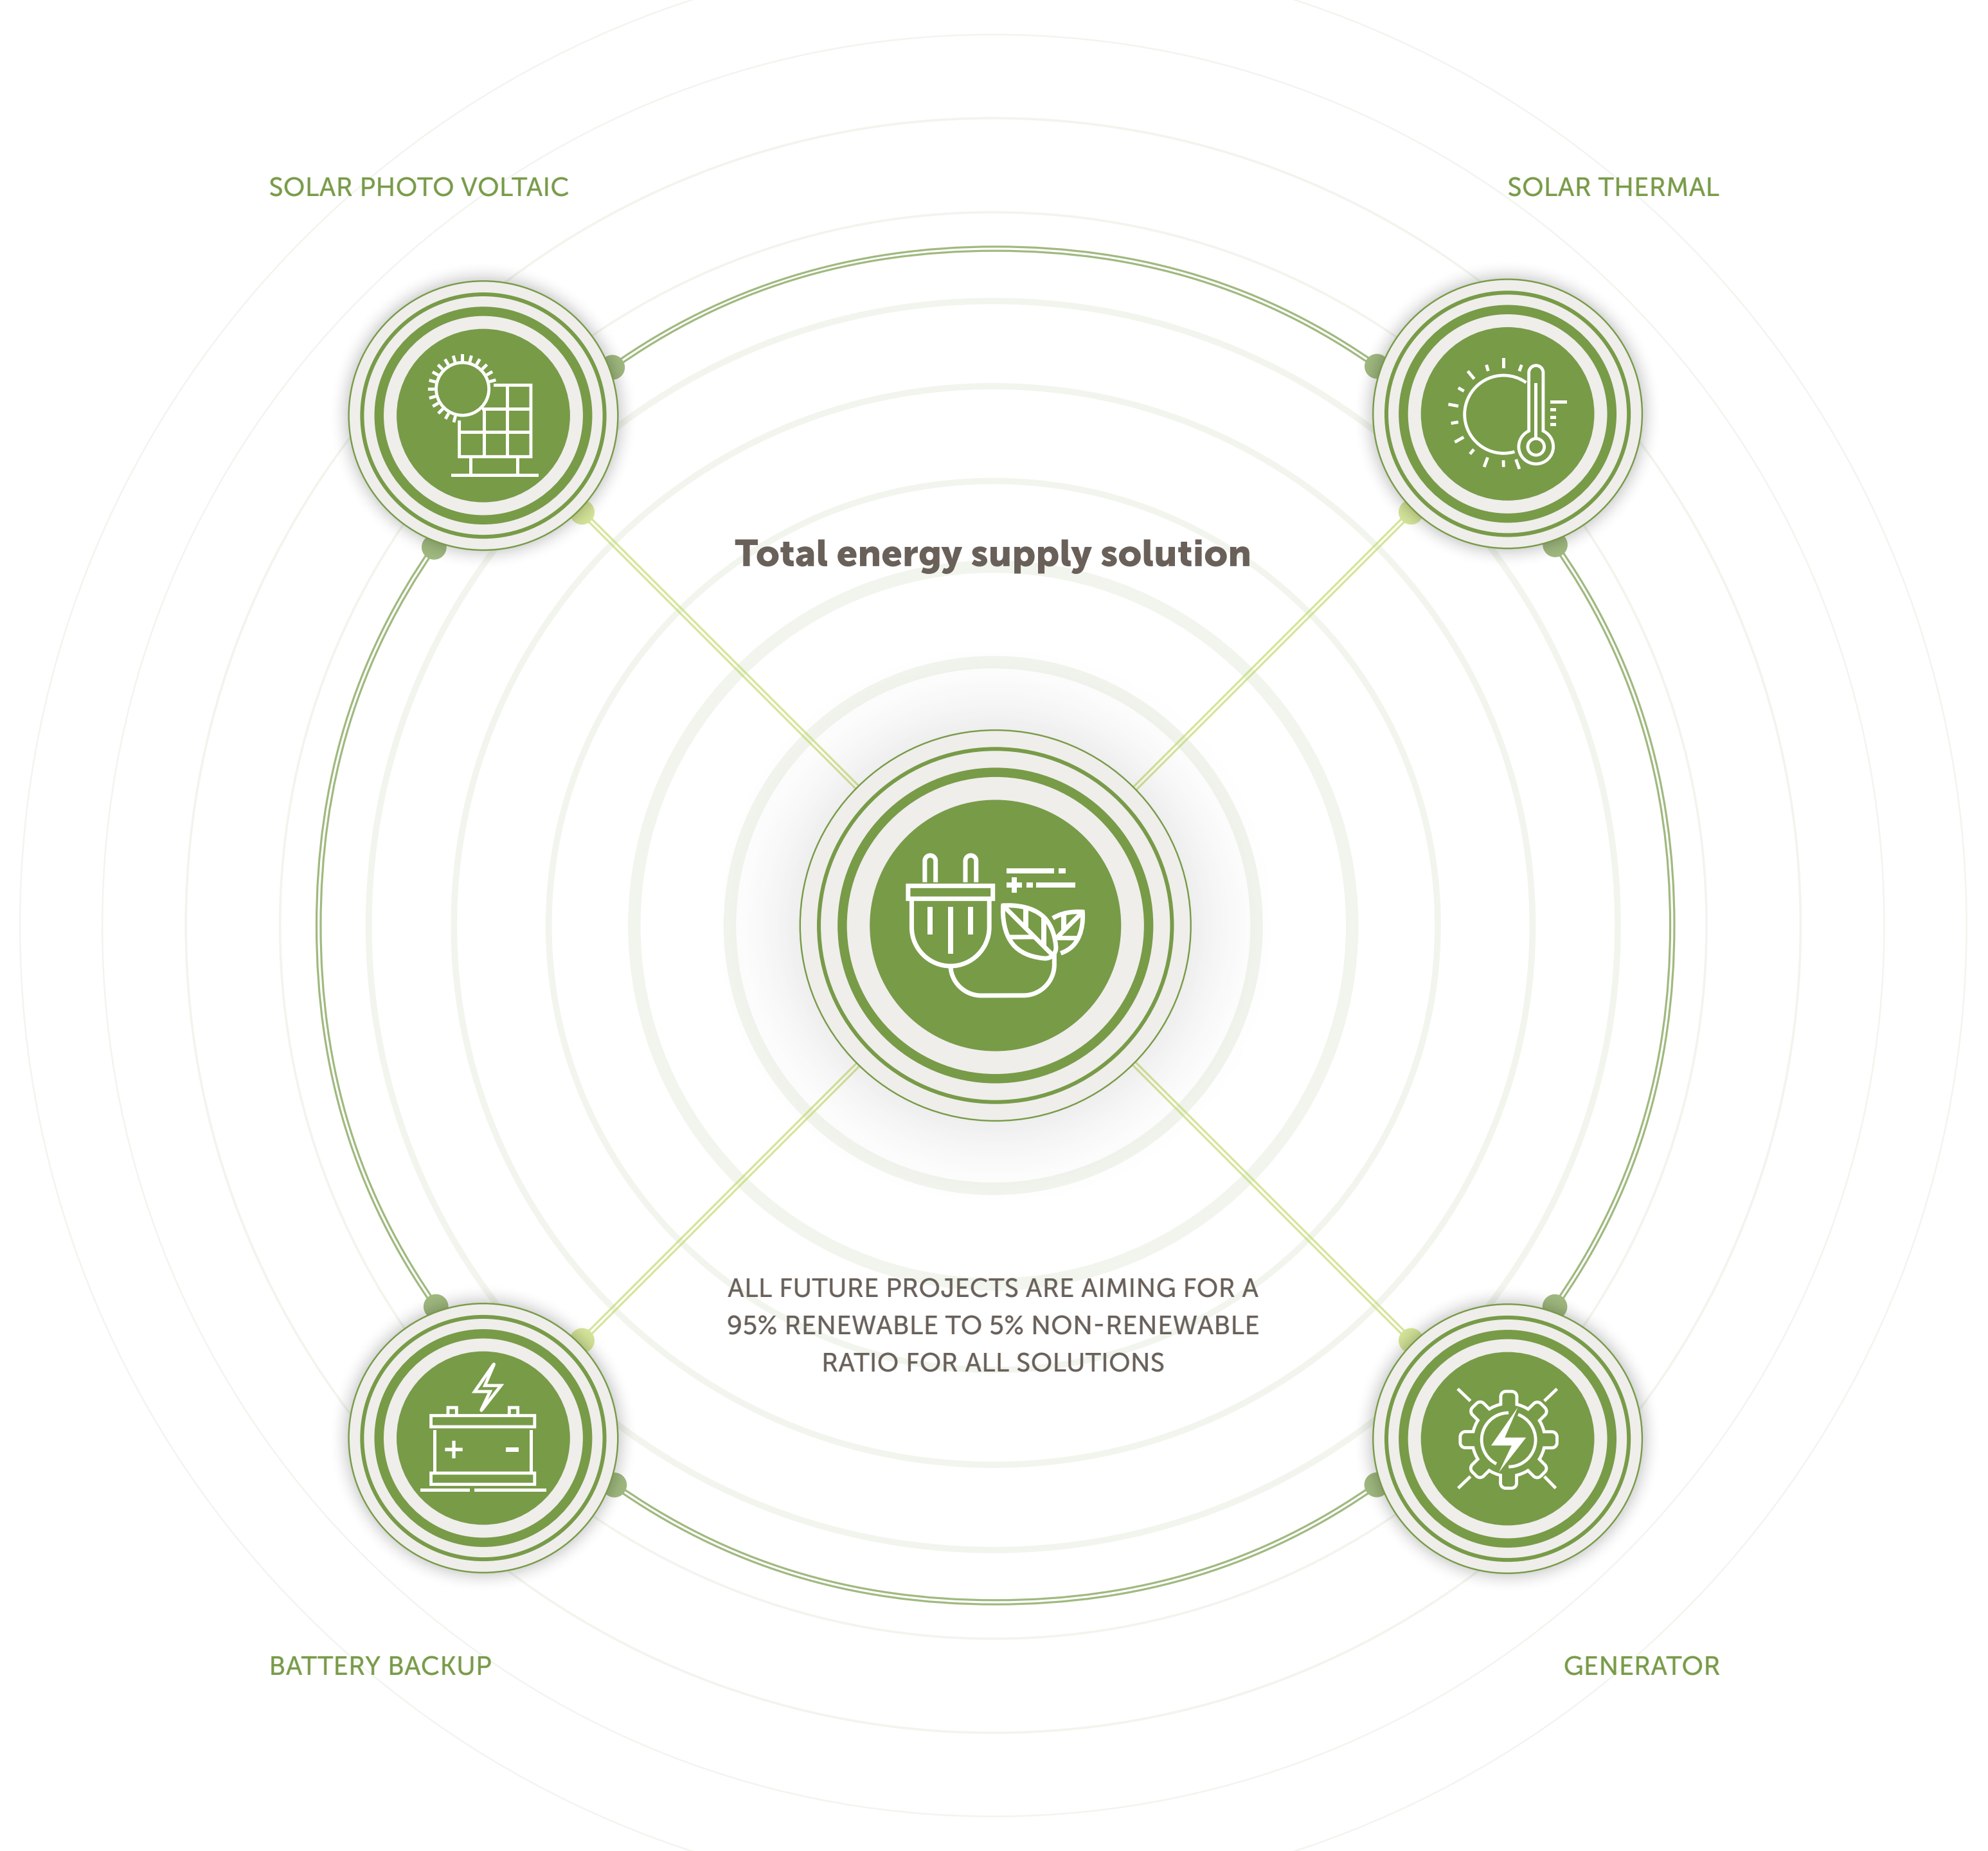 SOLAR PHOTO VOLTAIC
SOLAR THERMAL
Total energy supply solution
ALL FUTURE PROJECTS ARE AIMING FOR A
95% RENEWABLE TO 5% NON-RENEWABLE
RATIO FOR ALL SOLUTIONS
BATTERY BACKUP
GENERATOR